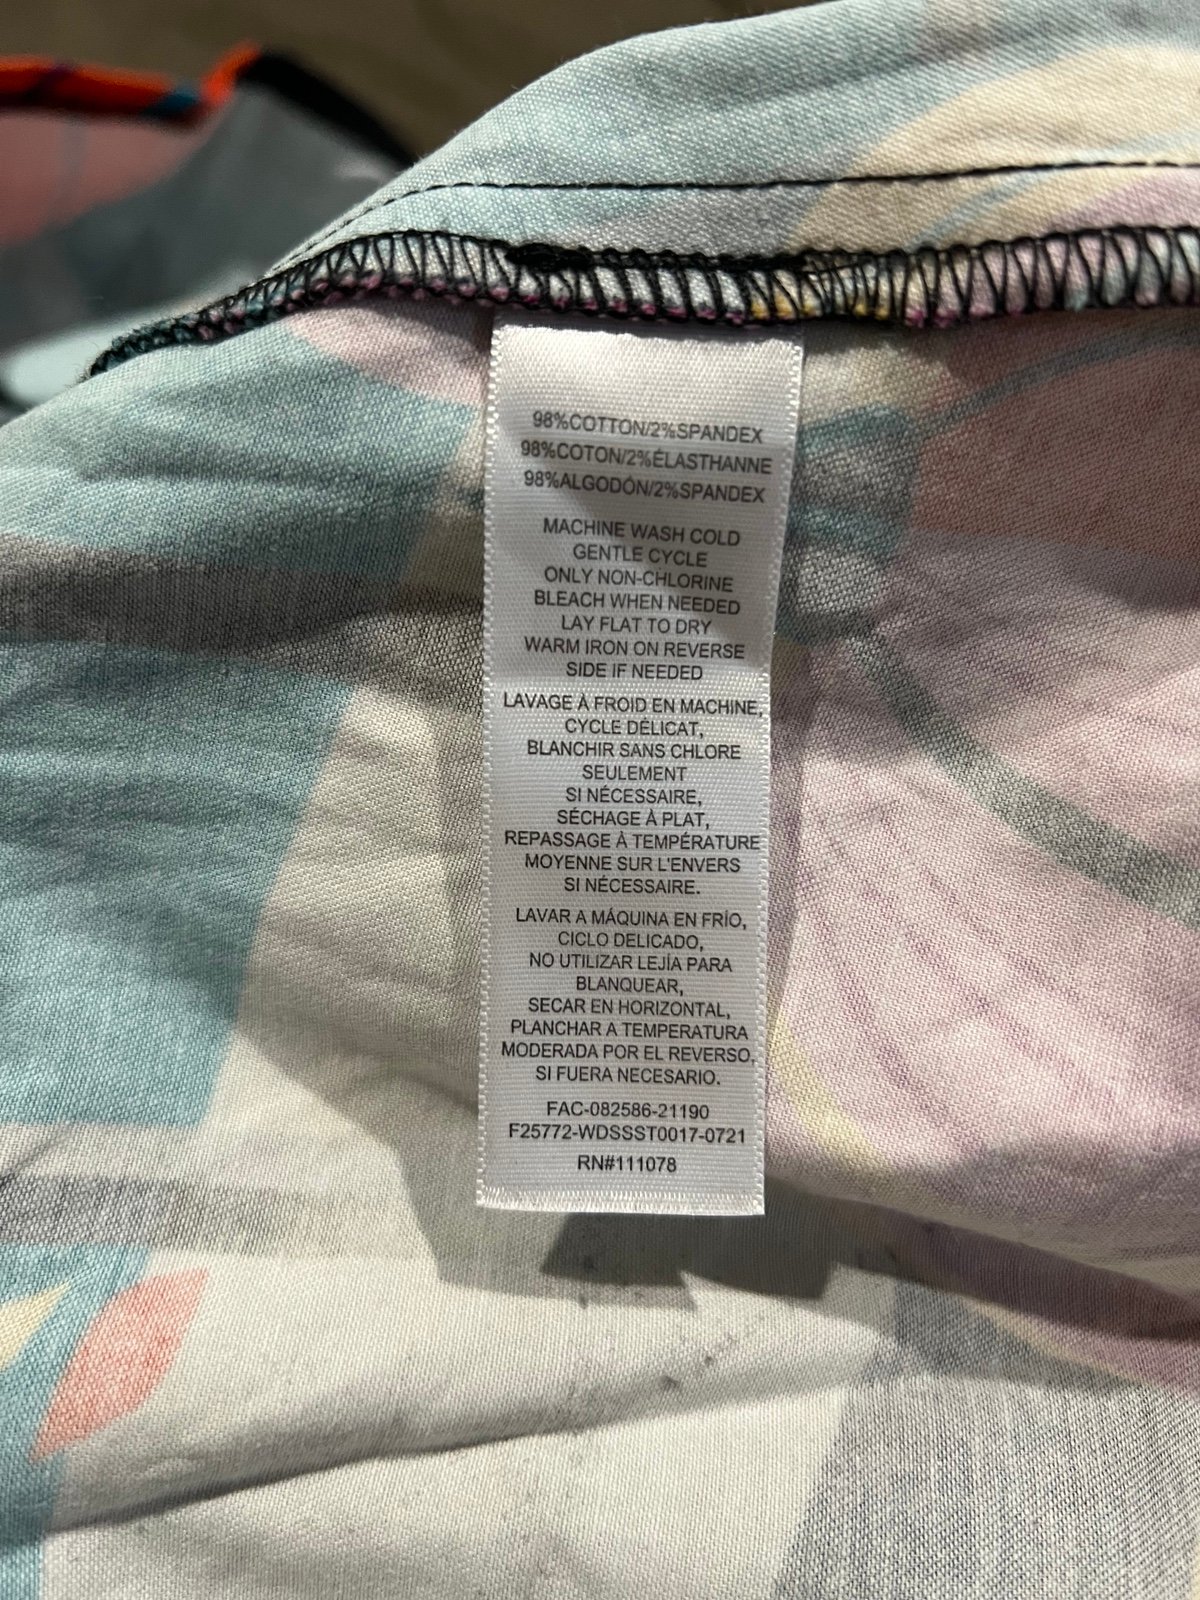 98%COTTON/2%SPANDEX
98%COTON/2%ÉLASTHANNE
98%ALGODÓN/2%SPANDEX
MACHINE WASH COLD
GENTLE CYCLE
ONLY NON-CHLORINE
BLEACH WHEN NEEDED
LAY FLAT TO DRY
WARM IRON ON REVERSE
SIDE IF NEEDED
LAVAGE À FROID EN MACHINE,
CYCLE DÉLICAT,
BLANCHIR SANS CHLORE
SEULEMENT
SI NÉCESSAIRE,
SÉCHAGE À PLAT,
REPASSAGE À TEMPÉRATURE
MOYENNE SUR L'ENVERS
SI NÉCESSAIRE.
LAVAR A MÁQUINA EN FRÍO,
CICLO DELICADO,
NO UTILIZAR LEJÍA PARA
BLANQUEAR,
SECAR EN HORIZONTAL,
PLANCHAR A TEMPERATURA
MODERADA POR EL REVERSO,
SI FUERA NECESARIO.
FAC-082586-21190
F25772-WDSSST0017-0721
RN#111078